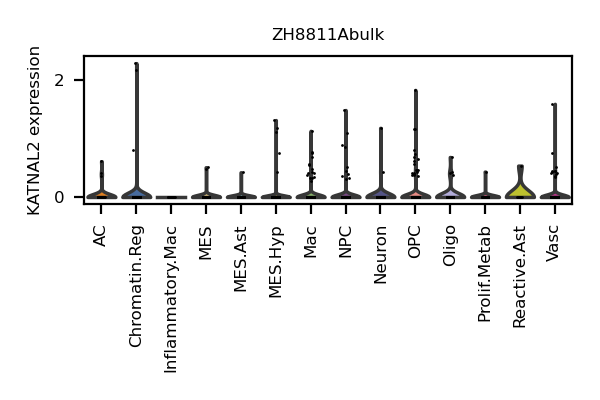 ZH8811Abulk
KATNAL2 expression
2
0
AC
Chromatin.Reg
Inflammatory.Mac
MES
MES.Ast
MES.Hyp
Mac
NPC
Neuron
OPC
Oligo
Prolif.Metab
Reactive.Ast
Vasc